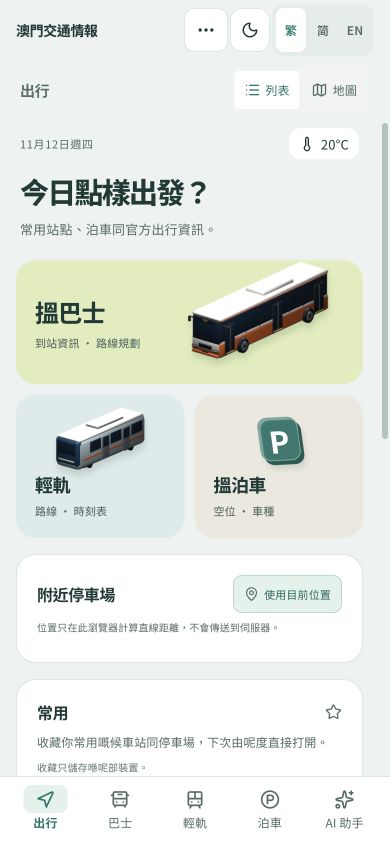 澳門交通情報
繁 简 EN
出行
列表 地圖
11月12日週四
20°C
今日點樣出發？
常用站點、泊車同官方出行資訊。
搵巴士
到站資訊 · 路線規劃
輕軌
路線 · 時刻表
P
搵泊車
空位 · 車種
附近停車場
使用目前位置
位置只在此瀏覽器計算直線距離，不會傳送到伺服器。
常用
收藏你常用嘅候車站同停車場，下次由呢度直接打開。
收藏只儲存喺呢部裝置。
出行 巴士 輕軌 泊車 AI 助手